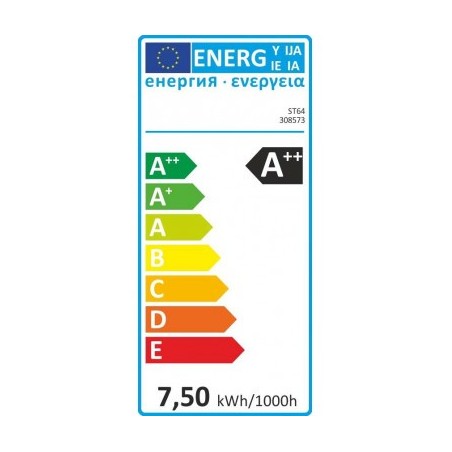 ENERG Y IJA
IE IA
енергия · ενεργεια
ST64
308573
A++ A++
A+
A
B
C
D
E
7,50 kWh/1000h